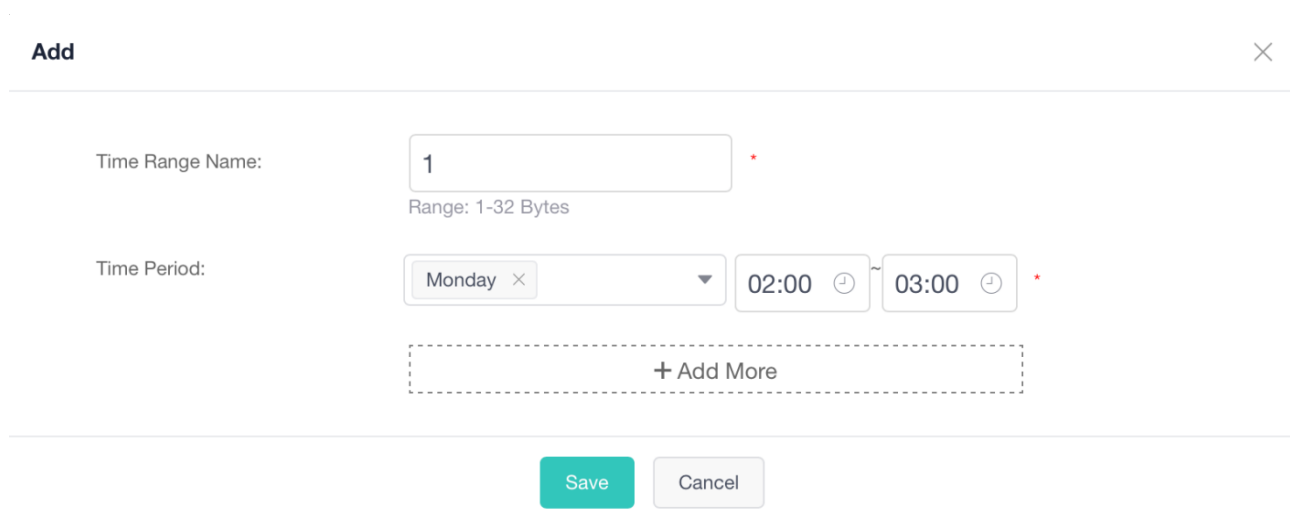 Add
Time Range Name:
1
*
Range: 1-32 Bytes
Time Period:
Monday
02:00
~
03:00
*
+ Add More
Save
Cancel